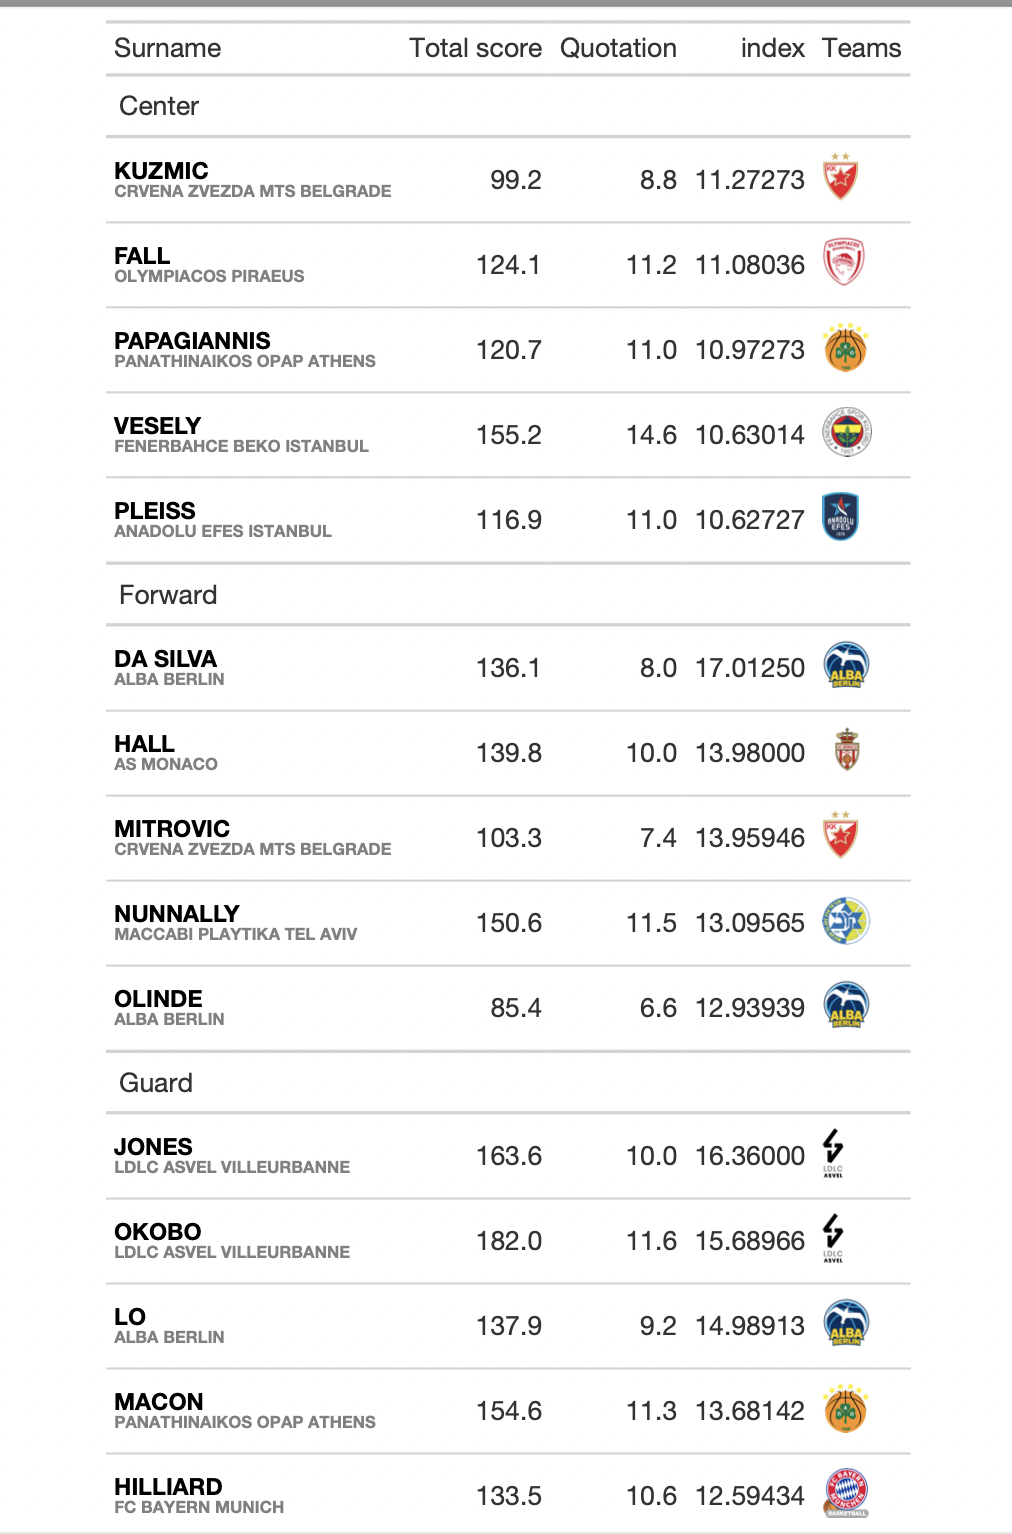 Surname Total score Quotation index Teams
Center
KUZMIC
CRVENA ZVEZDA MTS BELGRADE
99.2 8.8 11.27273
FALL
OLYMPIACOS PIRAEUS
124.1 11.2 11.08036
PAPAGIANNIS
PANATHINAIKOS OPAP ATHENS
120.7 11.0 10.97273
VESELY
FENERBAHCE BEKO ISTANBUL
155.2 14.6 10.63014
PLEISS
ANADOLU EFES ISTANBUL
116.9 11.0 10.62727
ANADOLU
EFES
Forward
DA SILVA
ALBA BERLIN
136.1 8.0 17.01250
ALBA
BERLIN
HALL
AS MONACO
139.8 10.0 13.98000
MITROVIC
CRVENA ZVEZDA MTS BELGRADE
103.3 7.4 13.95946
NUNNALLY
MACCABI PLAYTIKA TEL AVIV
150.6 11.5 13.09565
OLINDE
ALBA BERLIN
85.4 6.6 12.93939
ALBA
BERLIN
Guard
JONES
LDLC ASVEL VILLEURBANNE
163.6 10.0 16.36000
LDLC
ASVEL
OKOBO
LDLC ASVEL VILLEURBANNE
182.0 11.6 15.68966
LDLC
ASVEL
LO
ALBA BERLIN
137.9 9.2 14.98913
ALBA
BERLIN
MACON
PANATHINAIKOS OPAP ATHENS
154.6 11.3 13.68142
HILLIARD
FC BAYERN MUNICH
133.5 10.6 12.59434
FC BAYERN
MÜNCHEN
BASKETBALL